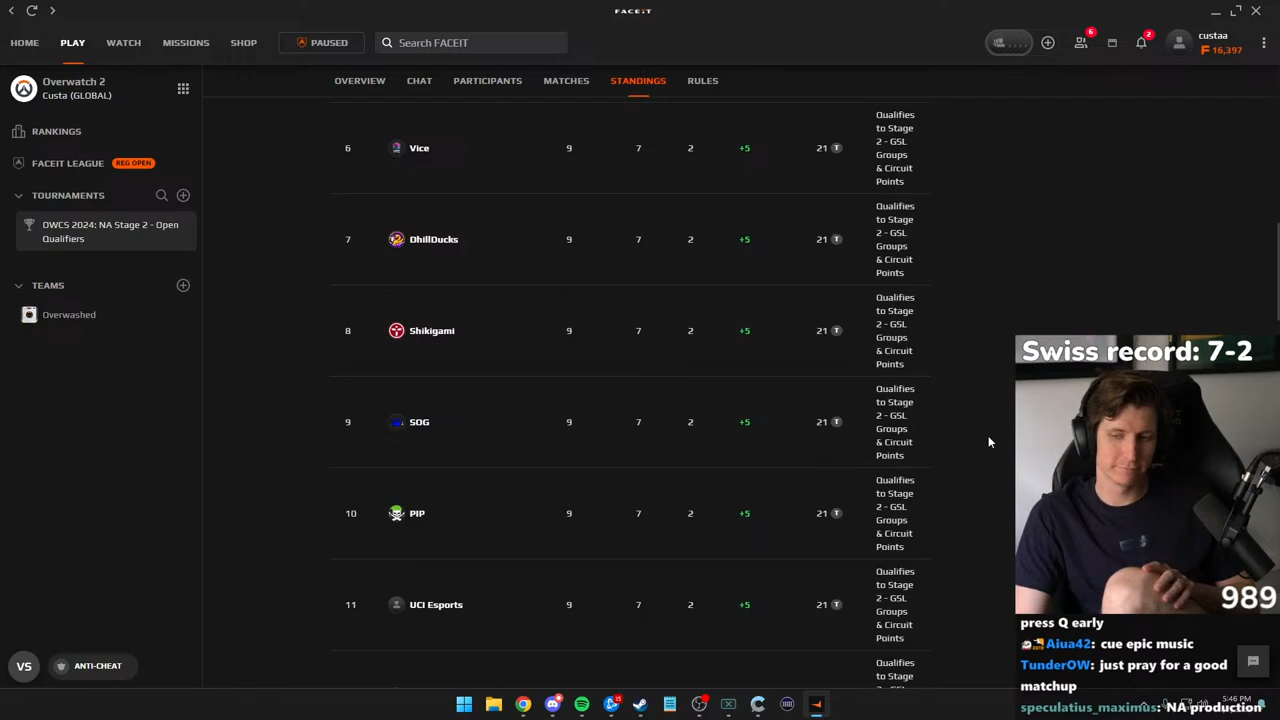 FACEIT
HOME
PLAY
WATCH
MISSIONS
SHOP
PAUSED
Search FACEIT
6
2
custaa
16,397
Overwatch 2
Custa (GLOBAL)
RANKINGS
FACEIT LEAGUE REG OPEN
TOURNAMENTS
OWCS 2024: NA Stage 2 - Open
Qualifiers
TEAMS
Overwashed
VS
ANTI-CHEAT
OVERVIEW CHAT PARTICIPANTS MATCHES STANDINGS RULES
6 Vice 9 7 2 +5 21 T
Qualifies
to Stage
2 - GSL
Groups
& Circuit
Points
7 DhillDucks 9 7 2 +5 21 T
Qualifies
to Stage
2 - GSL
Groups
& Circuit
Points
8 Shikigami 9 7 2 +5 21 T
Qualifies
to Stage
2 - GSL
Groups
& Circuit
Points
9 SOG 9 7 2 +5 21 T
Qualifies
to Stage
2 - GSL
Groups
& Circuit
Points
10 PIP 9 7 2 +5 21 T
Qualifies
to Stage
2 - GSL
Groups
& Circuit
Points
11 UCI Esports 9 7 2 +5 21 T
Qualifies
to Stage
2 - GSL
Groups
& Circuit
Points
Qualifies
to Stage
Swiss record: 7-2
989
press Q early
Aiua42: cue epic music
TunderOW: just pray for a good
matchup
speculatius_maximus: NA production
15
5:46 PM